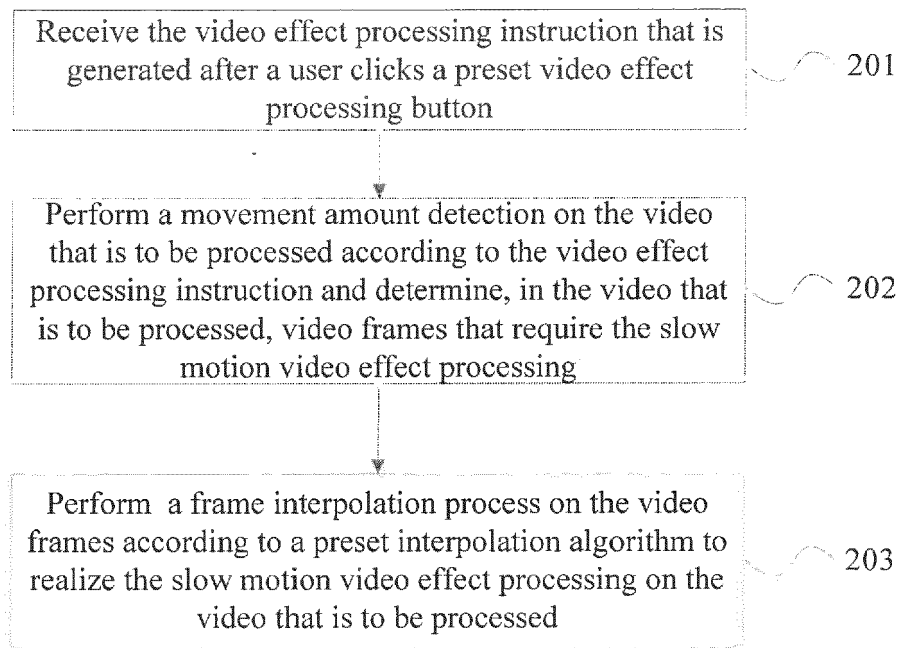 Receive the video effect processing instruction that is
generated after a user clicks a preset video effect
processing button
201
Perform a movement amount detection on the video
that is to be processed according to the video effect
processing instruction and determine, in the video that
is to be processed, video frames that require the slow
motion video effect processing
202
Perform a frame interpolation process on the video
frames according to a preset interpolation algorithm to
realize the slow motion video effect processing on the
video that is to be processed
203